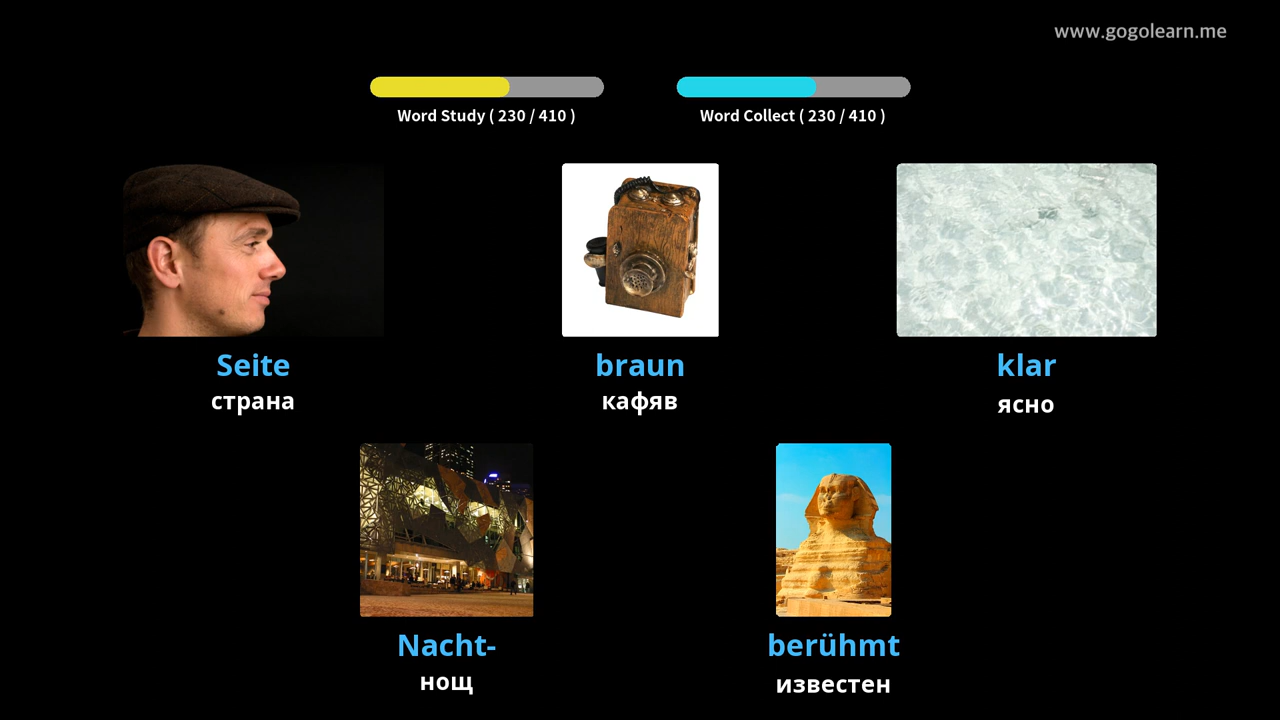 www.gogolearn.me
Word Study ( 230 / 410 )
Word Collect ( 230 / 410 )
Seite
страна
braun
кафяв
klar
ясно
Nacht-
нощ
berühmt
известен